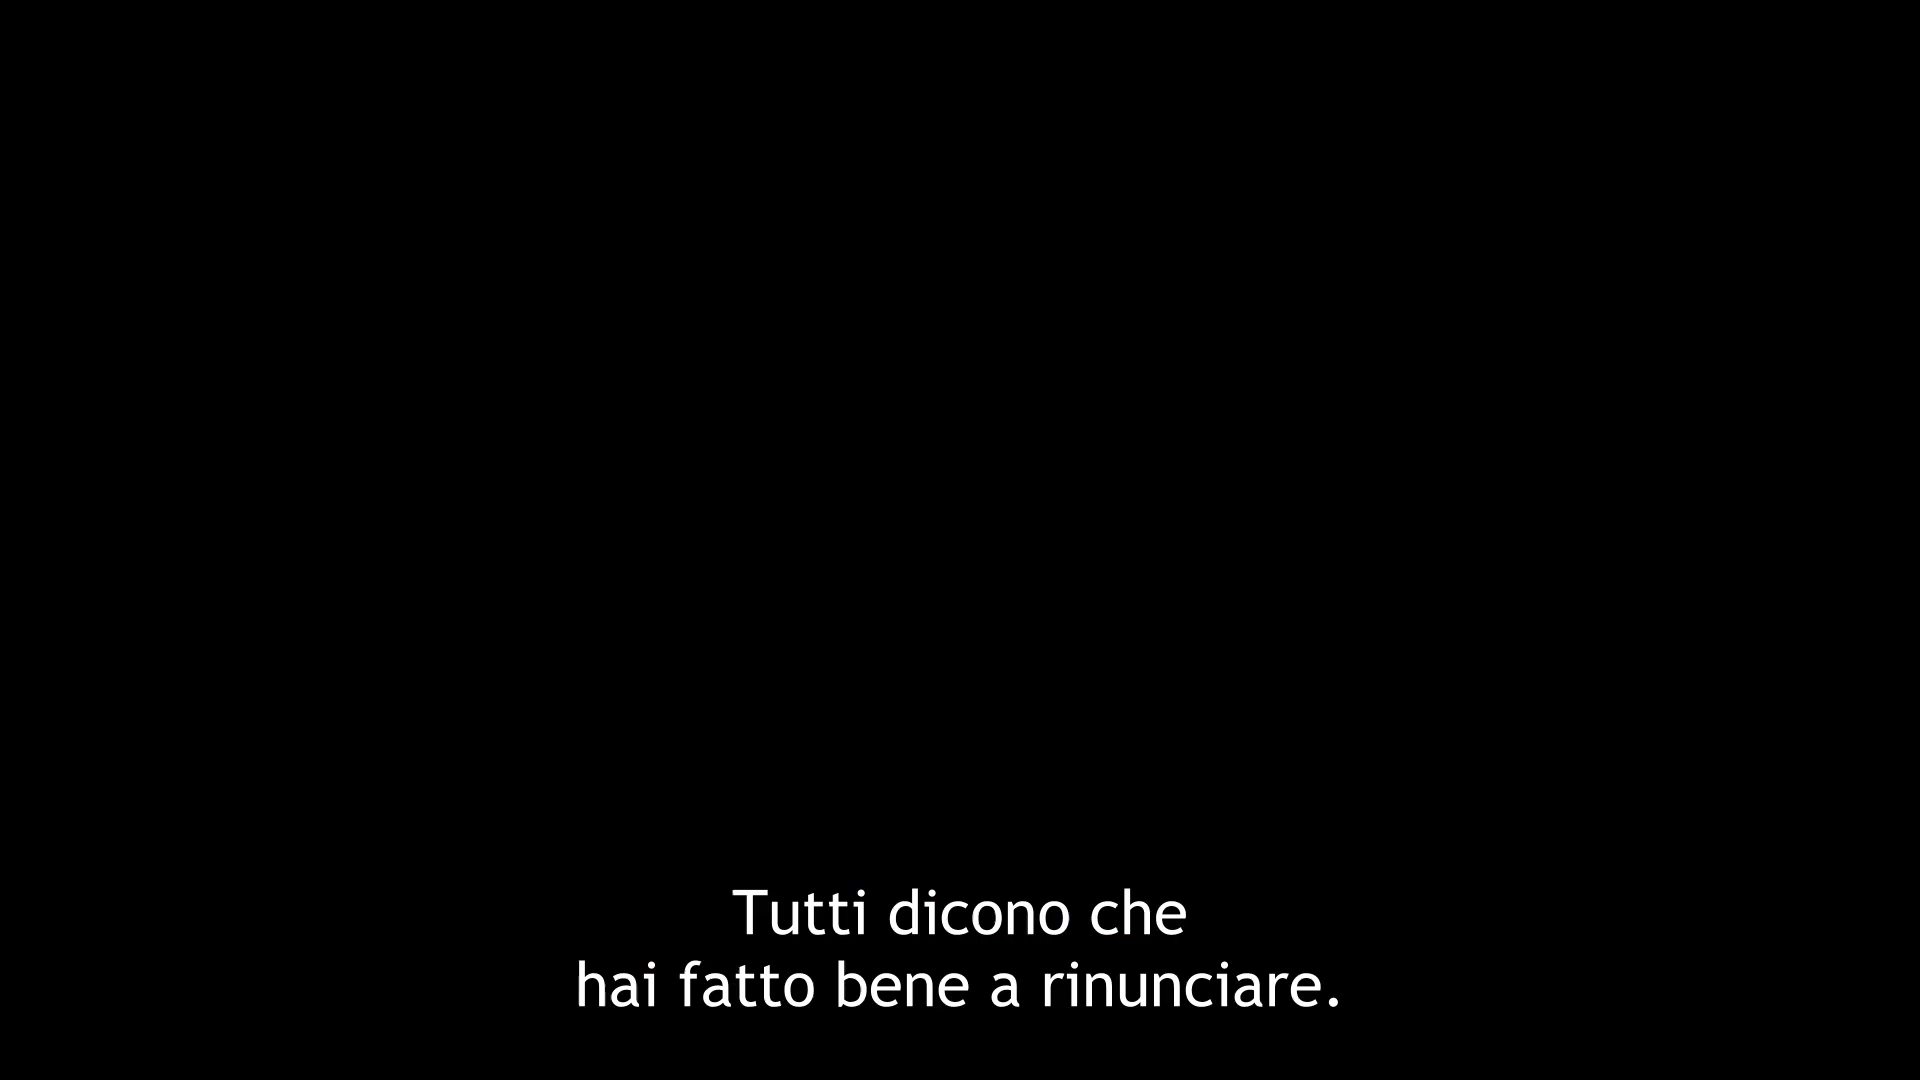 Tutti dicono che
hai fatto bene a rinunciare.